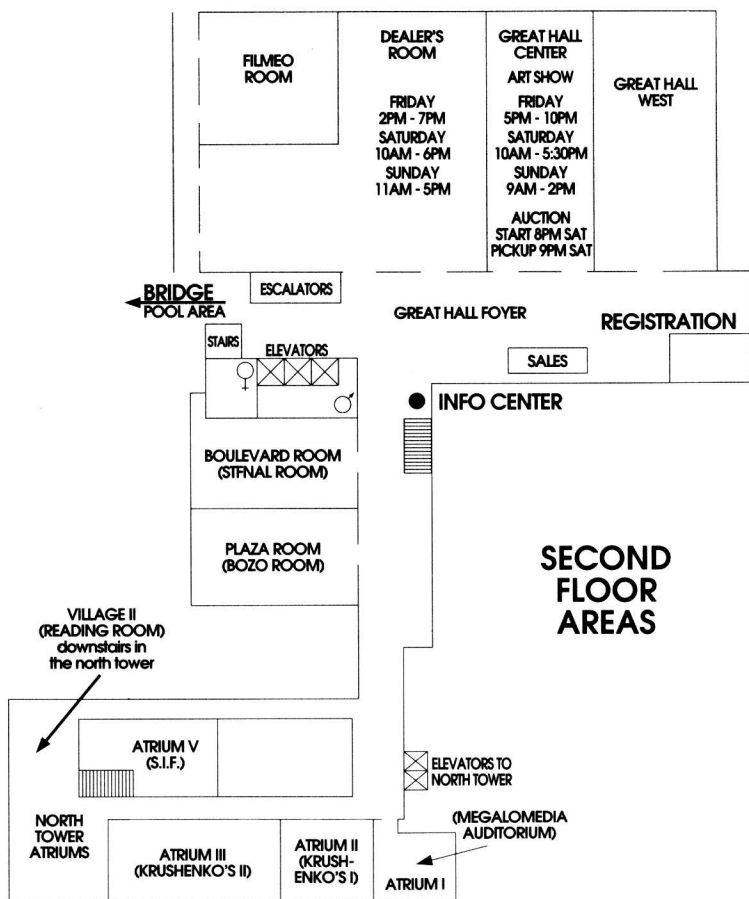 FILMEO
ROOM
DEALER'S
ROOM
FRIDAY
2PM - 7PM
SATURDAY
10AM - 6PM
SUNDAY
11AM - 5PM
GREAT HALL
CENTER
ART SHOW
FRIDAY
5PM - 10PM
SATURDAY
10AM - 5:30PM
SUNDAY
9AM - 2PM
AUCTION
START 8PM SAT
PICKUP 9PM SAT
GREAT HALL
WEST
BRIDGE
POOL AREA
ESCALATORS
GREAT HALL FOYER
REGISTRATION
STAIRS
ELEVATORS
SALES
INFO CENTER
BOULEVARD ROOM
(STFNAL ROOM)
PLAZA ROOM
(BOZO ROOM)
SECOND
FLOOR
AREAS
VILLAGE II
(READING ROOM)
downstairs in
the north tower
ATRIUM V
(S.I.F.)
ELEVATORS TO
NORTH TOWER
NORTH
TOWER
ATRIUMS
ATRIUM III
(KRUSHENKO'S II)
ATRIUM II
(KRUSH-
ENKO'S I)
(MEGALOMEDIA
AUDITORIUM)
ATRIUM I